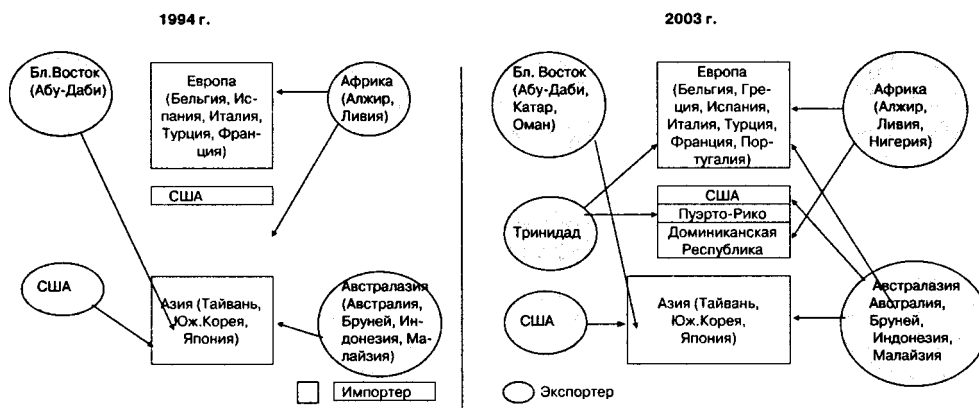 1994 г.
Бл.Восток
(Абу-Даби)
Европа
(Бельгия, Ис-
пания, Италия,
Турция, Фран-
ция)
Африка
(Алжир,
Ливия)
США
США
Азия (Тайвань,
Юж.Корея,
Япония)
Австралазия
(Австралия,
Бруней, Ин-
донезия, Ма-
лайзия)
2003 г.
Бл. Восток
(Абу-Даби,
Катар,
Оман)
Европа
(Бельгия, Гре-
ция, Испания,
Италия, Турция,
Франция, Пор-
тугалия)
Африка
(Алжир,
Ливия,
Нигерия)
Тринидад
США
Пуэрто-Рико
Доминиканская
Республика
США
Азия (Тайвань,
Юж.Корея,
Япония)
Австралазия
Австралия,
Бруней,
Индонезия,
Малайзия
Импортер
Экспортер